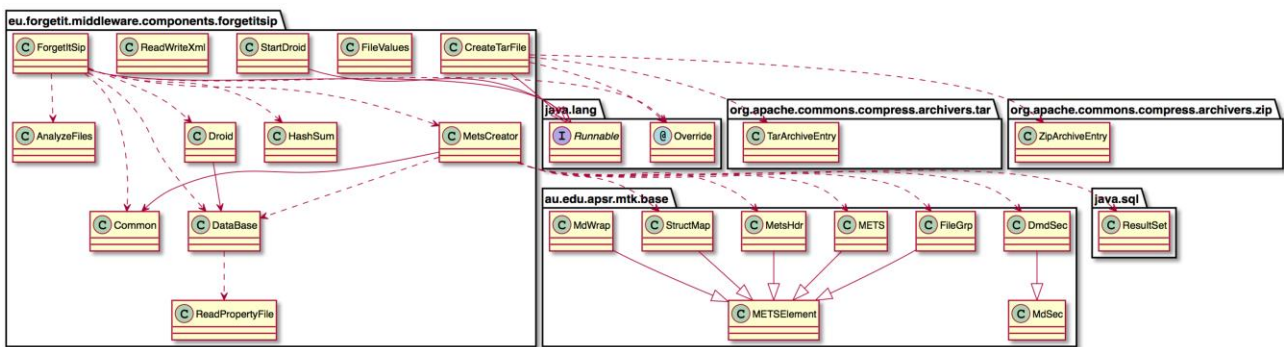 eu.forgetit.middleware.components.forgetitsip
C ForgetItSip
C ReadWriteXml
C StartDroid
C FileValues
C CreateTarFile
java.lang
org.apache.commons.compress.archivers.tar
org.apache.commons.compress.archivers.zip
C AnalyzeFiles
C Droid
C HashSum
C MetsCreator
I Runnable
@ Override
C TarArchiveEntry
C ZipArchiveEntry
au.edu.apsr.mtk.base
java.sql
C Common
C DataBase
C MdWrap
C StructMap
C MetsHdr
C METS
C FileGrp
C DmdSec
C ResultSet
C ReadPropertyFile
C METSElement
C MdSec